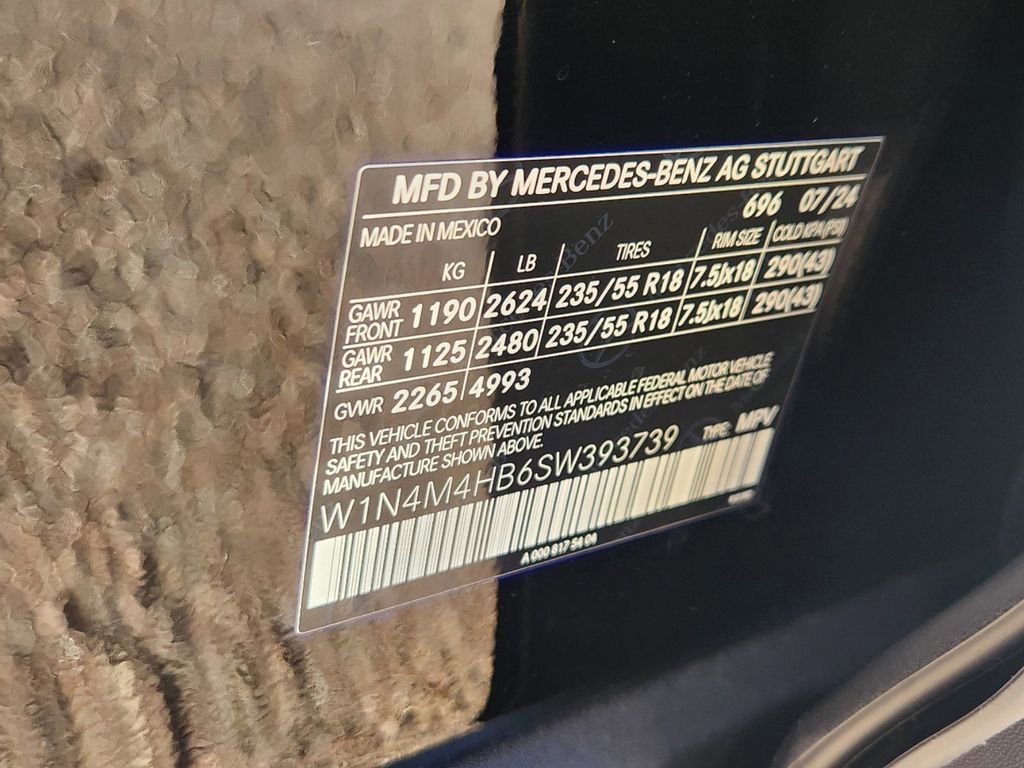 MFD BY MERCEDES-BENZ AG STUTTGART
MADE IN MEXICO 696 07/24
KG LB TIRES RIM SIZE COLD KPA(PSI)
GAWR FRONT 1190 2624 235/55 R18 7.5Jx18 290(43)
GAWR REAR 1125 2480 235/55 R18 7.5Jx18 290(43)
GVWR 2265 4993
THIS VEHICLE CONFORMS TO ALL APPLICABLE FEDERAL MOTOR VEHICLE
SAFETY AND THEFT PREVENTION STANDARDS IN EFFECT ON THE DATE OF
MANUFACTURE SHOWN ABOVE.
W1N4M4HB6SW393739 TYPE: MPV
A 000 817 54 04